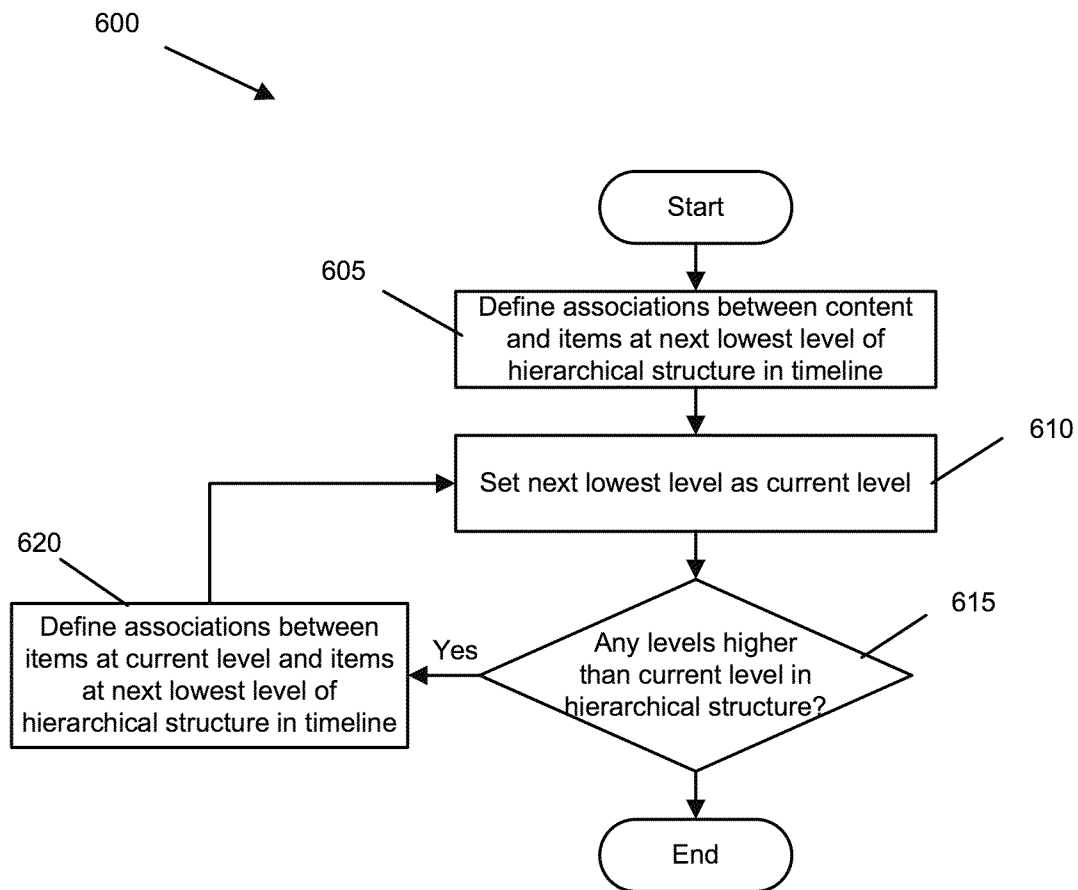 600
Start
605
Define associations between content
and items at next lowest level of
hierarchical structure in timeline
610
Set next lowest level as current level
620
615
Define associations between
items at current level and items
at next lowest level of
hierarchical structure in timeline
Yes
Any levels higher
than current level in
hierarchical structure?
End